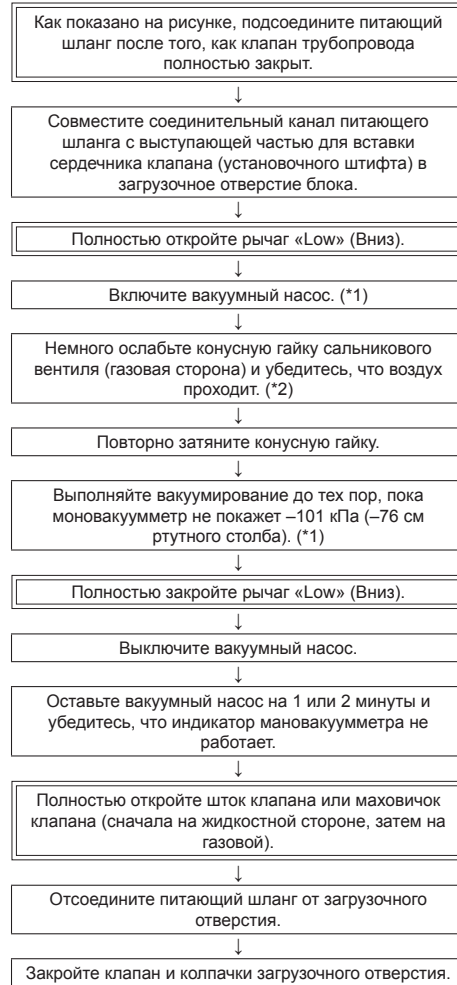 Как показано на рисунке, подсоедините питающий
шланг после того, как клапан трубопровода
полностью закрыт.
↓
Совместите соединительный канал питающего
шланга с выступающей частью для вставки
сердечника клапана (установочного штифта) в
загрузочное отверстие блока.
↓
Полностью откройте рычаг «Low» (Вниз).
↓
Включите вакуумный насос. (*1)
↓
Немного ослабьте конусную гайку сальникового
вентиля (газовая сторона) и убедитесь, что воздух
проходит. (*2)
↓
Повторно затяните конусную гайку.
↓
Выполняйте вакуумирование до тех пор, пока
моновакуумметр не покажет –101 кПа (–76 см
ртутного столба). (*1)
↓
Полностью закройте рычаг «Low» (Вниз).
↓
Выключите вакуумный насос.
↓
Оставьте вакуумный насос на 1 или 2 минуты и
убедитесь, что индикатор мановакуумметра не
работает.
↓
Полностью откройте шток клапана или маховичок
клапана (сначала на жидкостной стороне, затем на
газовой).
↓
Отсоедините питающий шланг от загрузочного
отверстия.
↓
Закройте клапан и колпачки загрузочного отверстия.